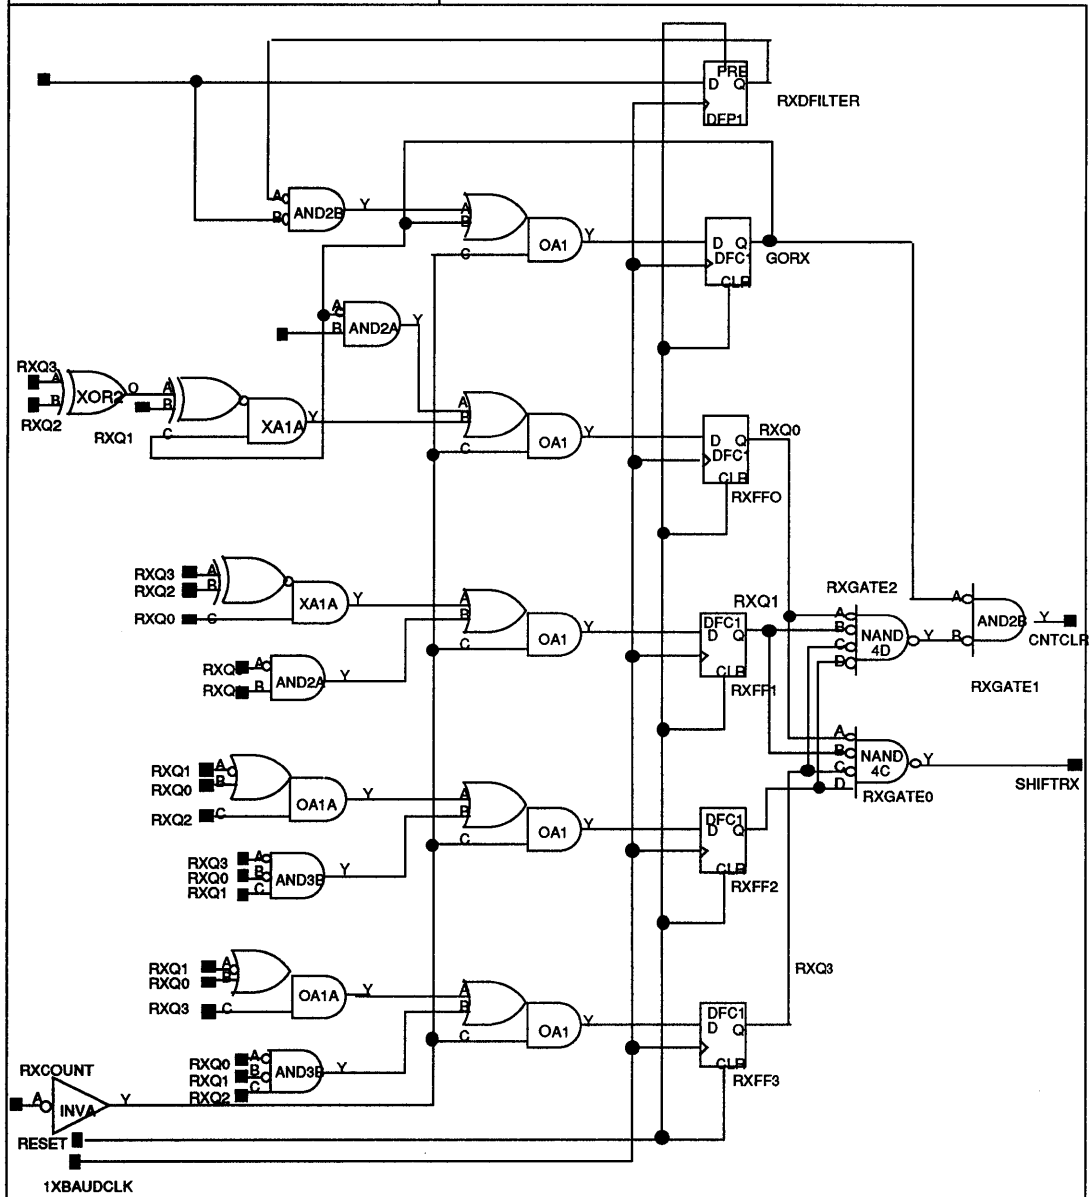 PRE
D Q
DFP1
RXDFILTER
A
B
AND2B
Y
A
B
C
OA1
Y
D Q
DFC1
CLR
GORX
A
B
AND2A
Y
RXQ3
A
B
RXQ2
XOR2
O
A
B
RXQ1
C
XA1A
Y
A
B
C
OA1
Y
D Q
DFC1
CLR
RXQ0
RXFF0
RXQ3
A
RXQ2
B
RXQ0
C
XA1A
Y
A
B
C
OA1
Y
DFC1
D Q
CLR
RXQ1
RXFF1
A
B
AND2A
Y
RXGATE2
A
B
C
D
NAND
4D
Y
A
B
AND2B
Y
CNTCLR
RXGATE1
A
B
C
D
NAND
4C
Y
RXGATE0
SHIFTRX
RXQ1
A
RXQ0
B
RXQ2
C
OA1A
Y
A
B
C
OA1
Y
DFC1
D Q
CLR
RXFF2
RXQ3
A
RXQ0
B
RXQ1
C
AND3B
Y
RXQ1
A
RXQ0
B
RXQ3
C
OA1A
Y
A
B
C
OA1
Y
DFC1
D Q
CLR
RXFF3
RXQ3
RXQ0
A
RXQ1
B
RXQ2
C
AND3B
Y
RXCOUNT
A
INVA
Y
RESET
1XBAUDCLK